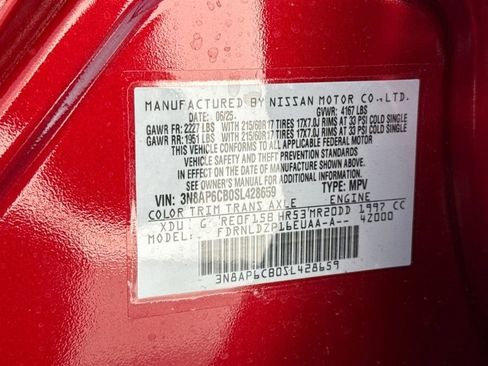 MANUFACTURED BY NISSAN MOTOR CO., LTD.
DATE: 06/25 GVWR: 4167 LBS
GAWR FR: 2227 LBS WITH 215/60R17 TIRES 17X7.0J RIMS AT 33 PSI COLD SINGLE
GAWR RR: 1951 LBS WITH 215/60R17 TIRES 17X7.0J RIMS AT 33 PSI COLD SINGLE
THIS VEHICLE CONFORMS TO ALL APPLICABLE FEDERAL MOTOR
VEHICLE SAFETY AND THEFT PREVENTION STANDARDS
IN EFFECT ON THE DATE OF MANUFACTURE SHOWN ABOVE.
SEE OWNER'S MANUAL FOR ADDITIONAL INFORMATION.
VIN: 3N8AP6CB0SL428659 TYPE: MPV
COLOR TRIM TRANS AXLE ENGINE
XDU G RE0F15B HR53 MR20DD 1997 CC
MODEL: FDRNLDZP16EUAA-A-- 4Z000
3N8AP6CB0SL428659